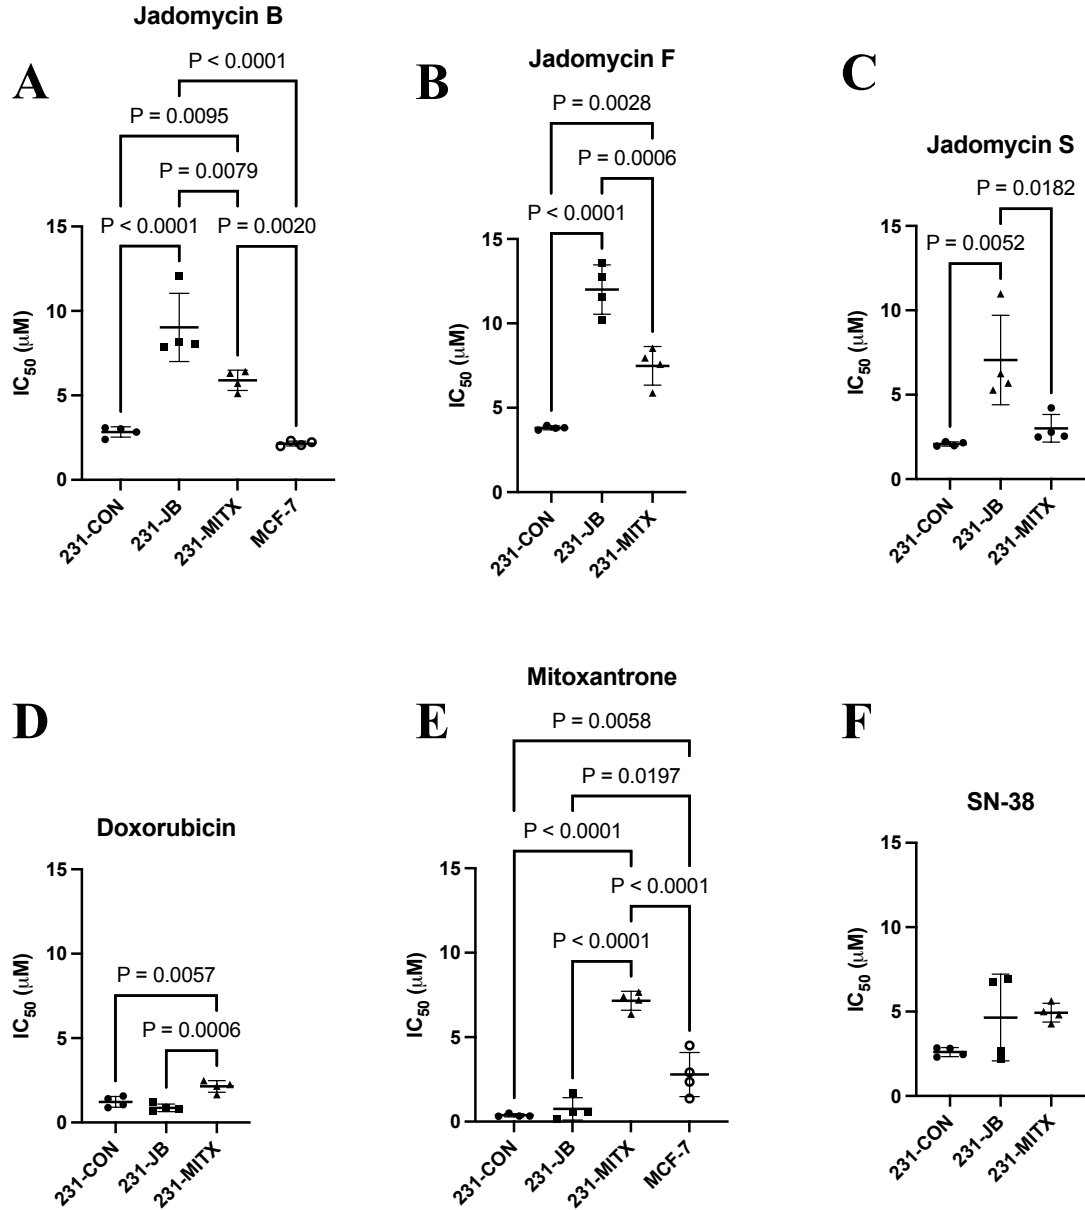 A
Jadomycin B
P < 0.0001
P = 0.0095
P = 0.0079
P < 0.0001
P = 0.0020
15
10
5
0
IC50 (μM)
231-CON
231-JB
231-MITX
MCF-7
B
Jadomycin F
P = 0.0028
P = 0.0006
P < 0.0001
15
10
5
0
IC50 (μM)
231-CON
231-JB
231-MITX
C
Jadomycin S
P = 0.0182
P = 0.0052
15
10
5
0
IC50 (μM)
231-CON
231-JB
231-MITX
D
Doxorubicin
15
10
P = 0.0057
P = 0.0006
5
0
IC50 (μM)
231-CON
231-JB
231-MITX
E
Mitoxantrone
P = 0.0058
P = 0.0197
P < 0.0001
P < 0.0001
P < 0.0001
15
10
5
0
IC50 (μM)
231-CON
231-JB
231-MITX
MCF-7
F
SN-38
15
10
5
0
IC50 (μM)
231-CON
231-JB
231-MITX